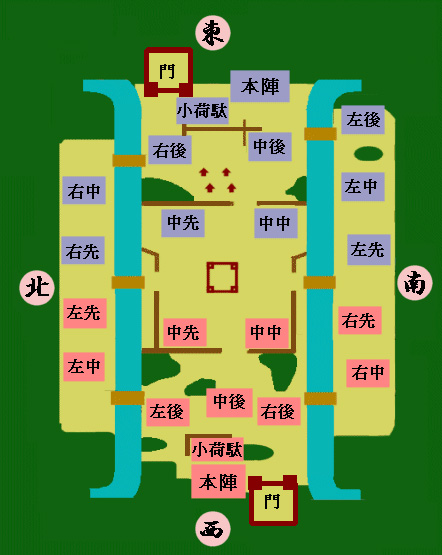 東
門
本陣
小荷駄
左後
右後
中後
右中
左中
中先
中中
右先
左先
北
南
左先
右先
中先
中中
左中
右中
左後
中後
右後
小荷駄
本陣
門
西